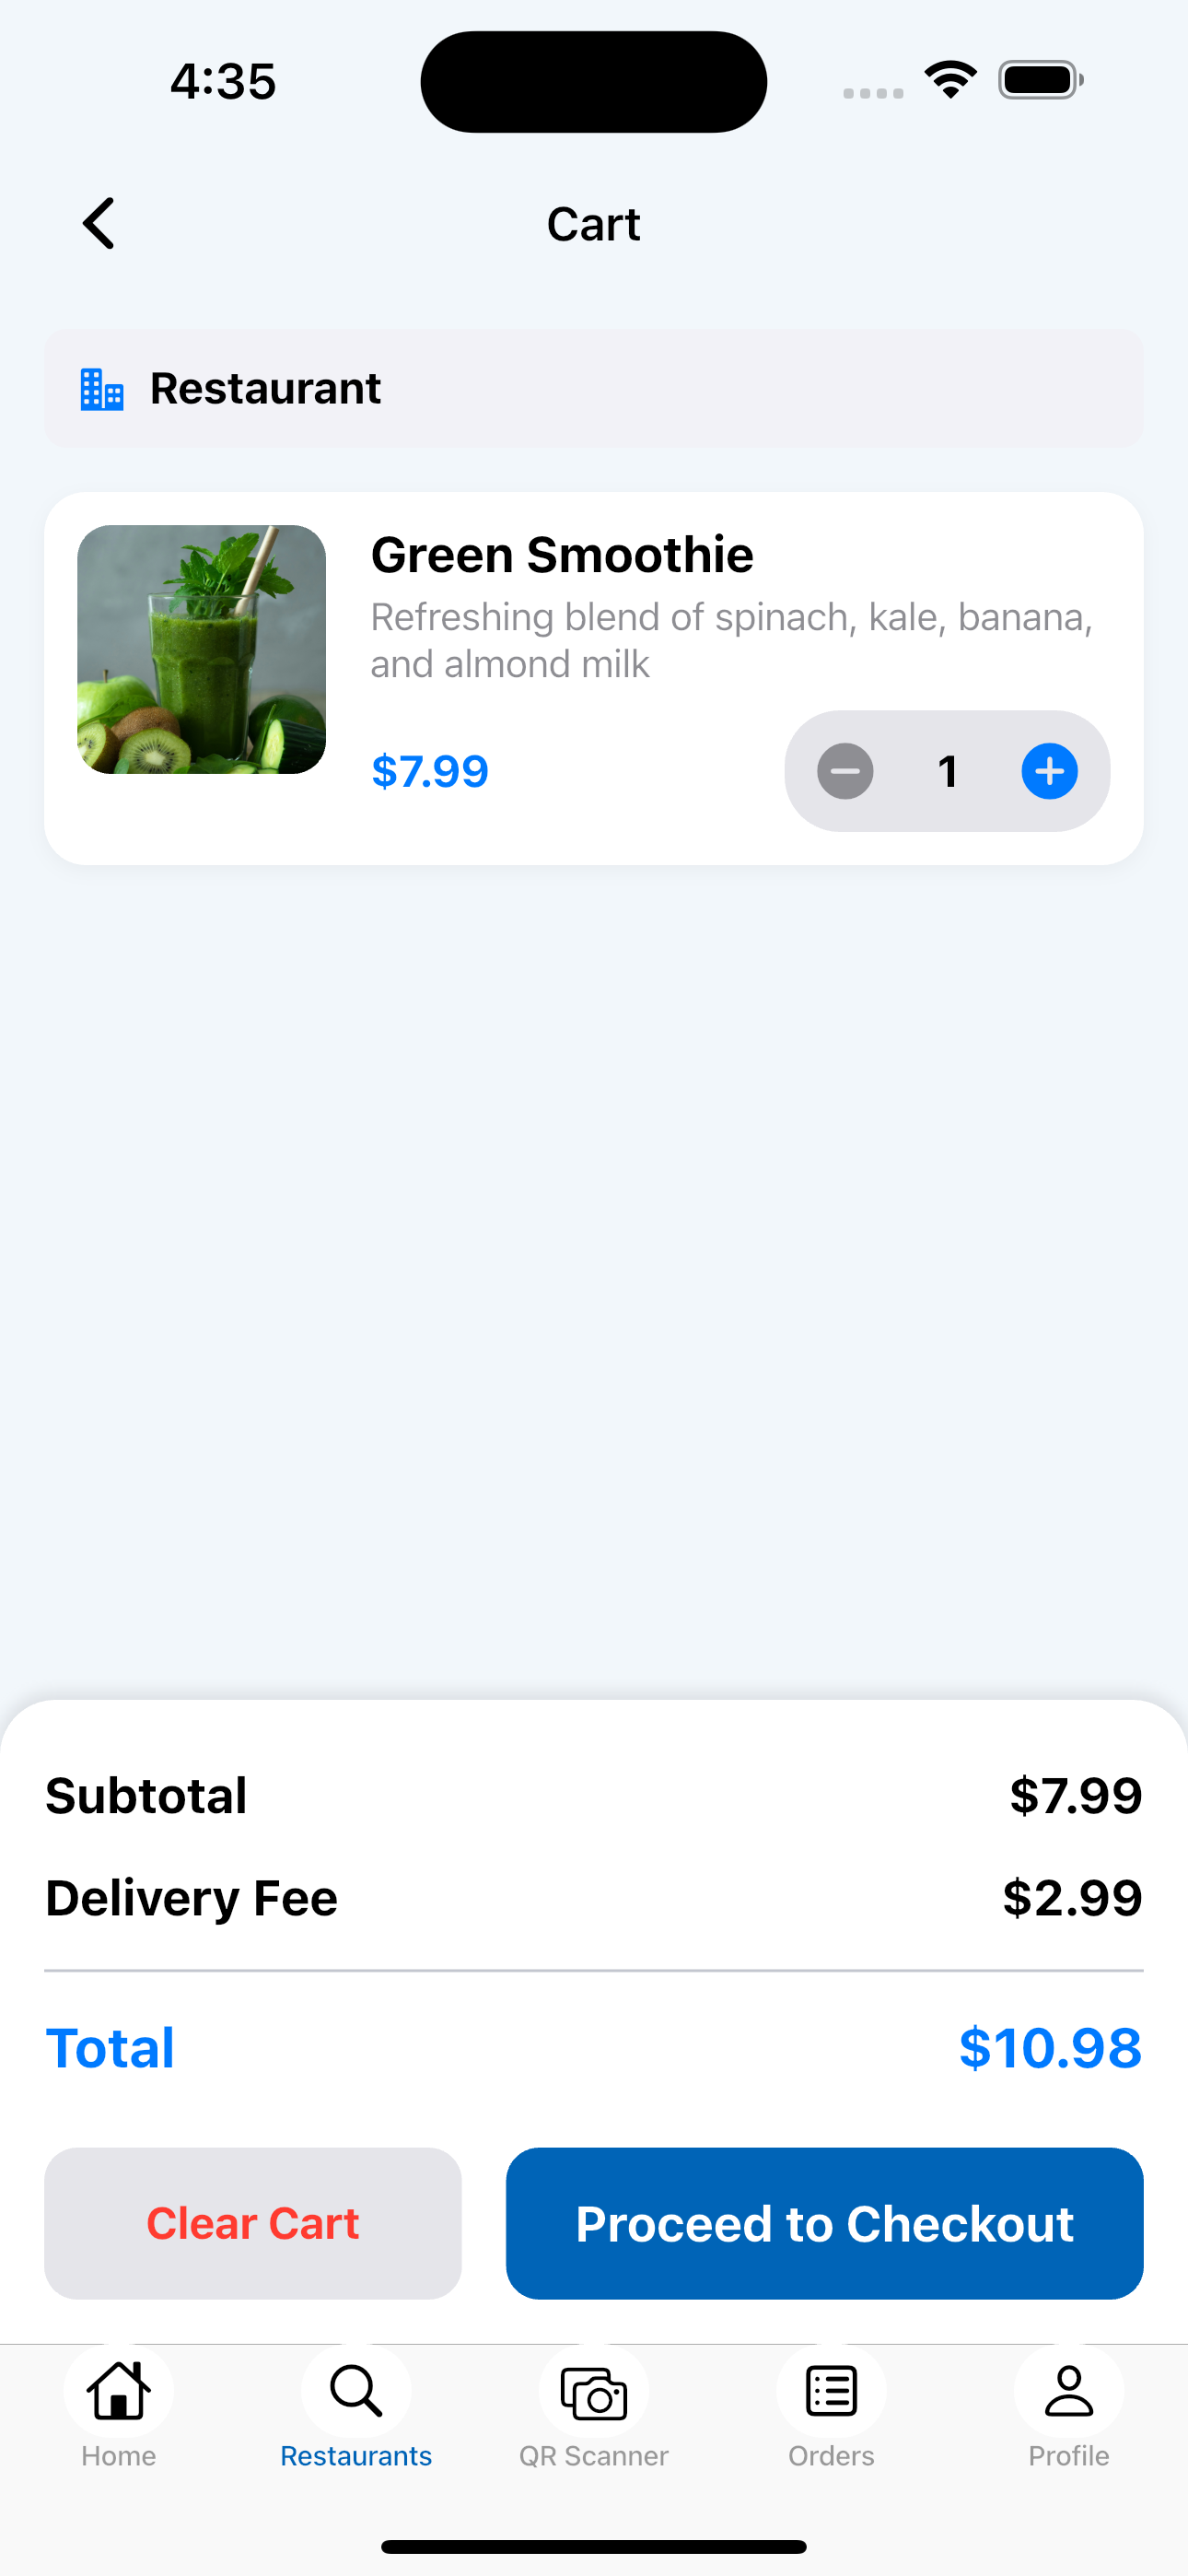 4:35
Cart
Restaurant
Green Smoothie
Refreshing blend of spinach, kale, banana,
and almond milk
$7.99
1
Subtotal $7.99
Delivery Fee $2.99
Total $10.98
Clear Cart Proceed to Checkout
Home Restaurants QR Scanner Orders Profile